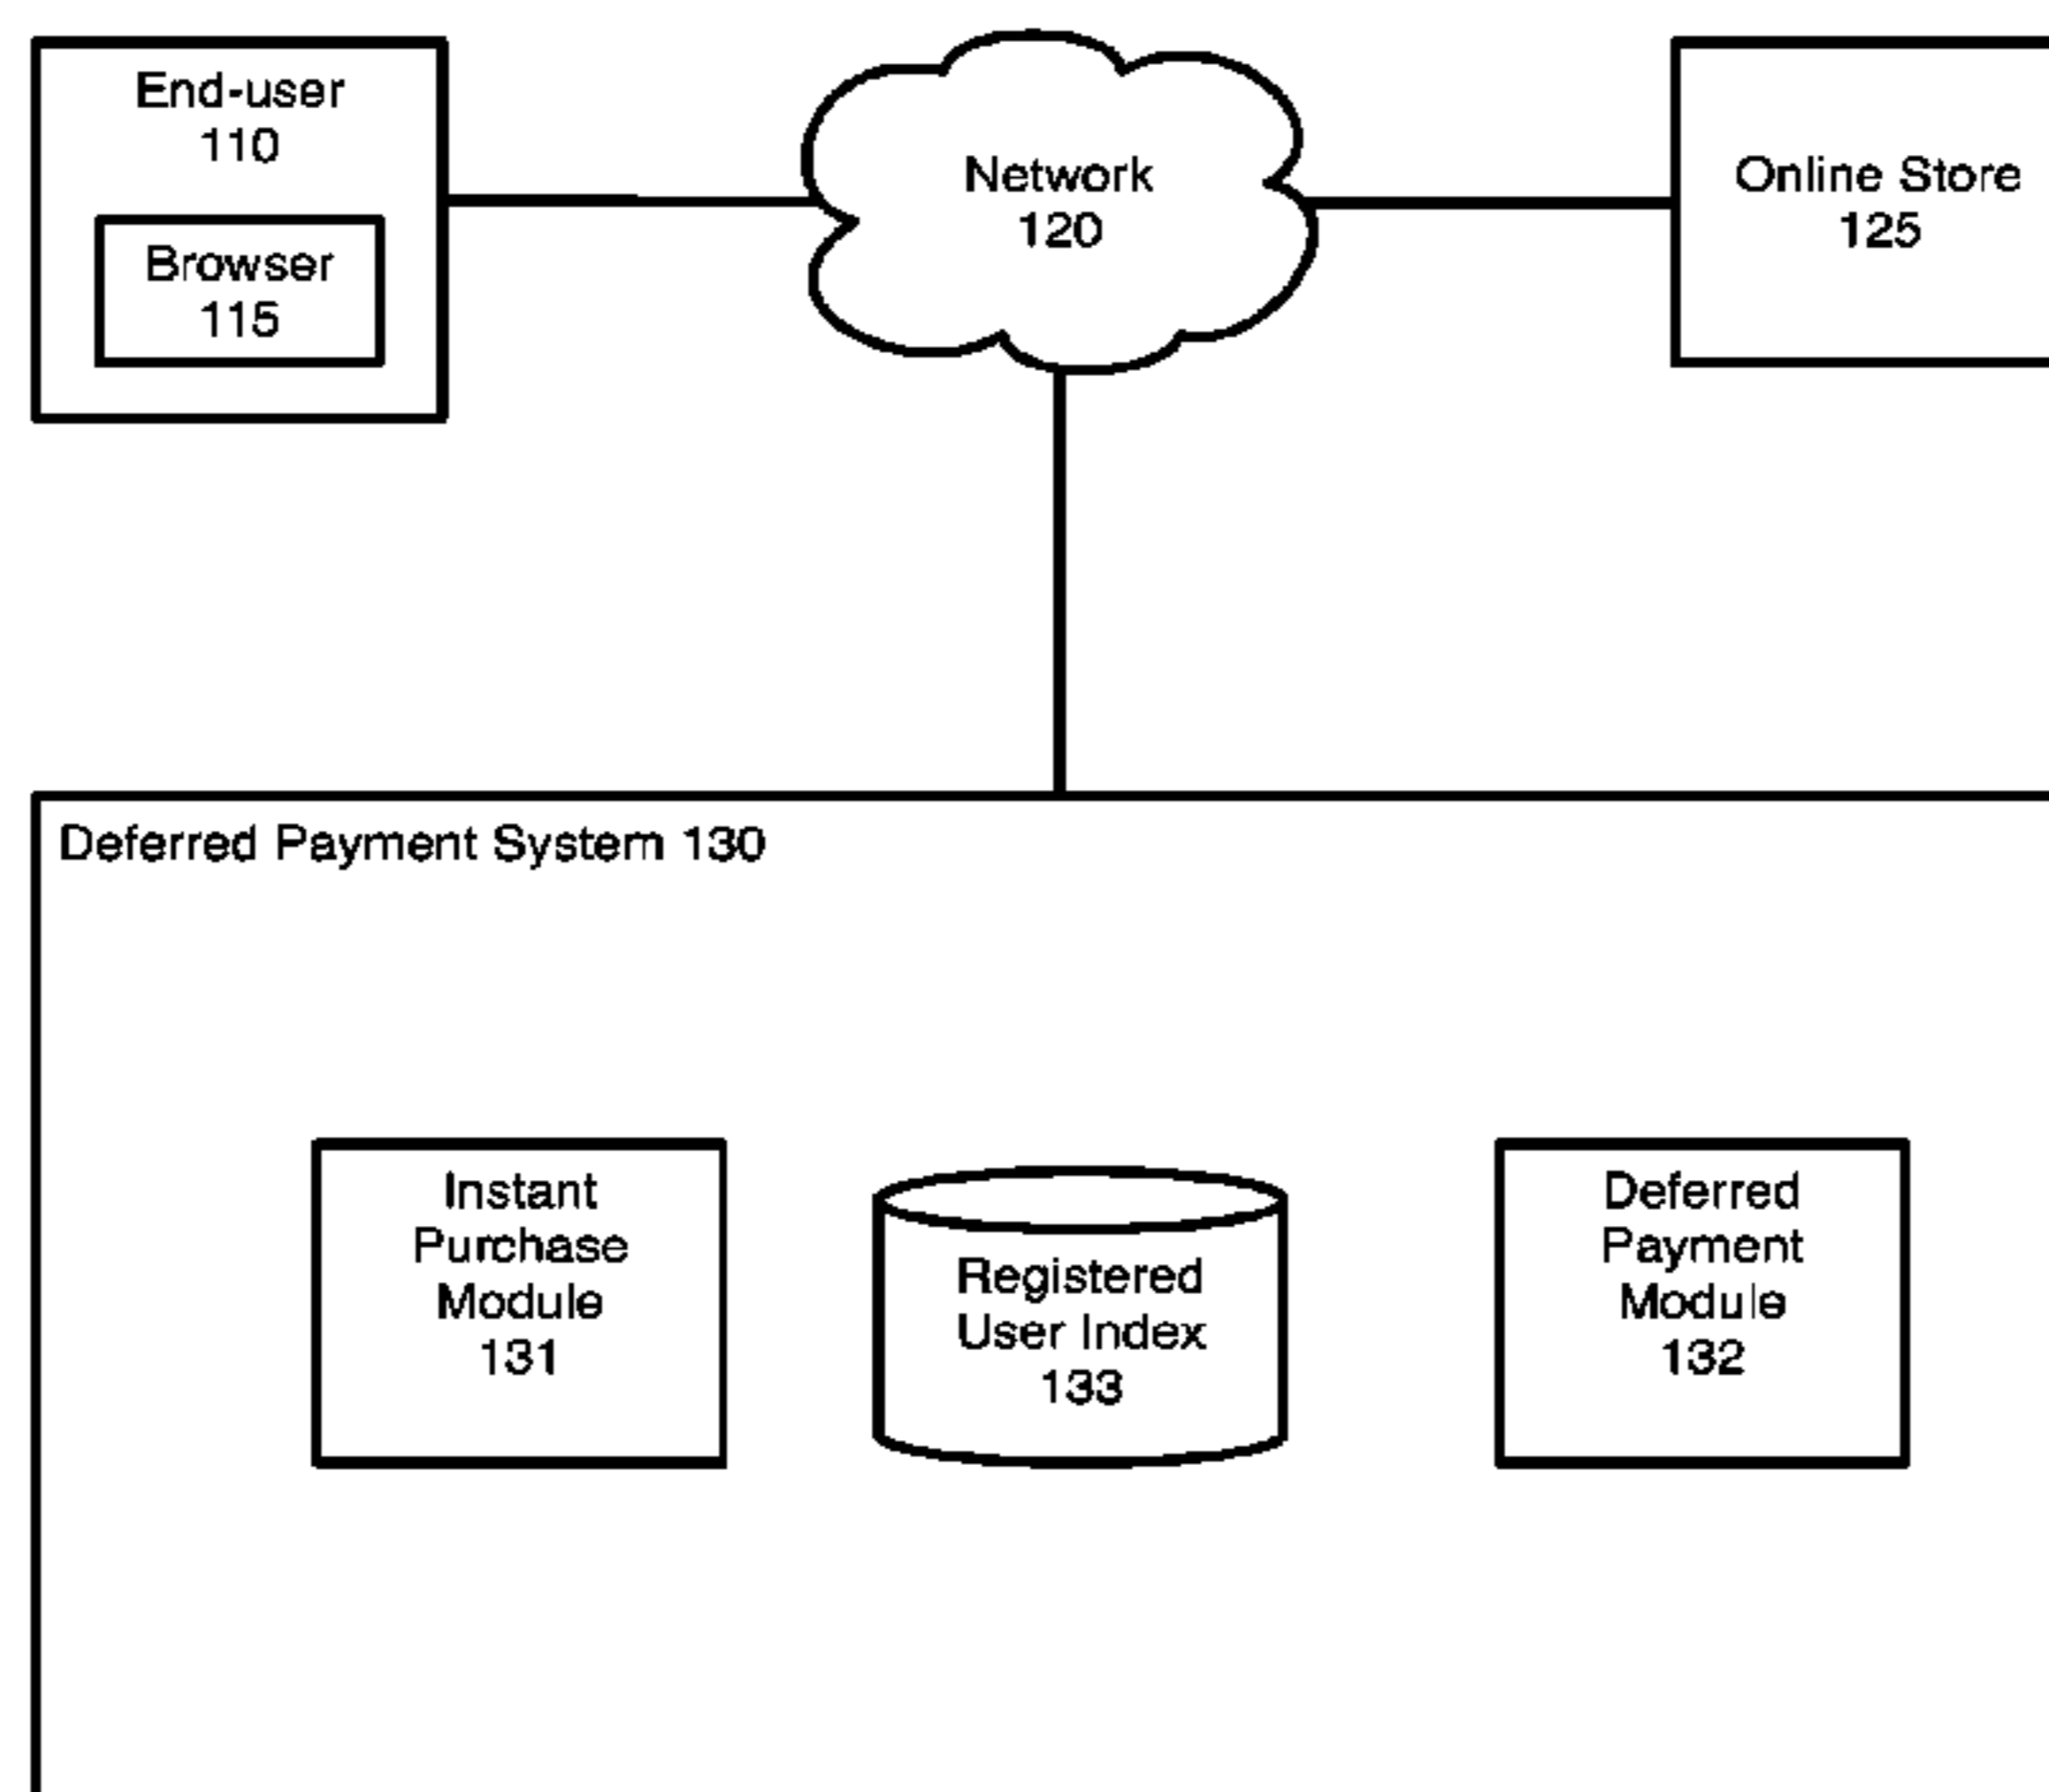 End-user
110
Browser
115
Network
120
Online Store
125
Deferred Payment System 130
Instant
Purchase
Module
131
Registered
User Index
133
Deferred
Payment
Module
132